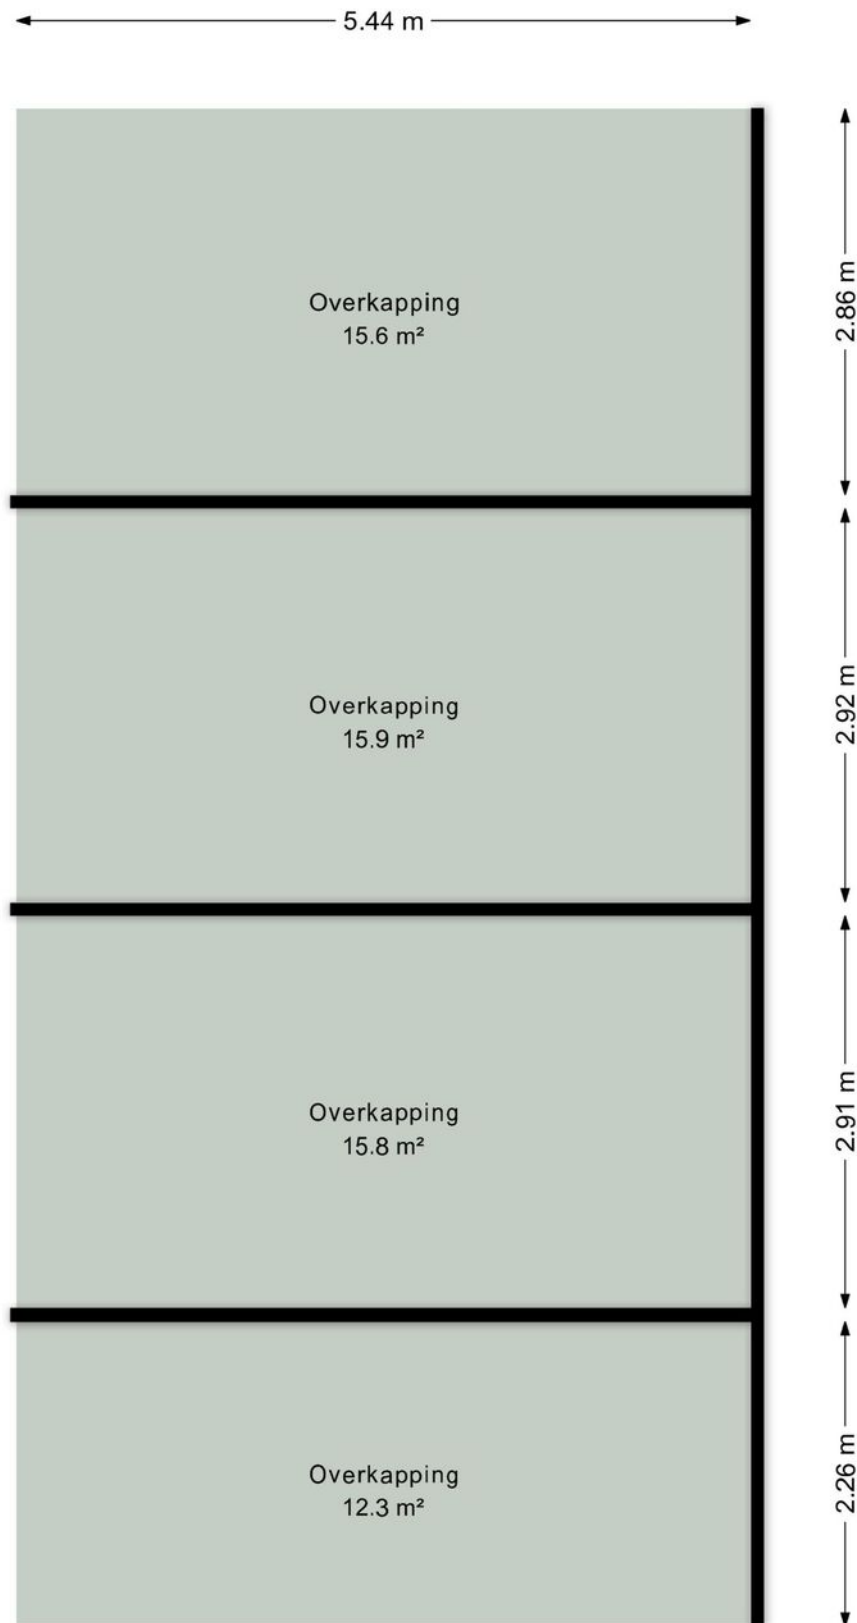 5.44 m
Overkapping
15.6 m²
2.86 m
Overkapping
15.9 m²
2.92 m
Overkapping
15.8 m²
2.91 m
Overkapping
12.3 m²
2.26 m